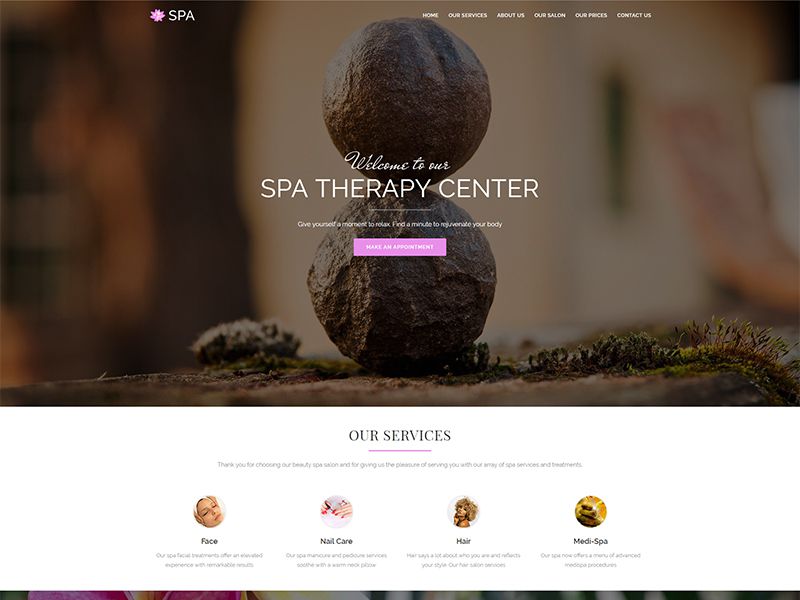 SPA
HOME OUR SERVICES ABOUT US OUR SALON OUR PRICES CONTACT US
Welcome to our
SPA THERAPY CENTER
Give yourself a moment to relax. Find a minute to rejuvenate your body
MAKE AN APPOINTMENT
OUR SERVICES
Thank you for choosing our beauty spa salon and for giving us the pleasure of serving you with our array of spa services and treatments.
Face
Our spa facial treatments offer an elevated
experience with remarkable results
Nail Care
Our spa manicure and pedicure services
soothe with a warm neck pillow
Hair
Hair says a lot about who you are and reflects
your style. Our hair salon services
Medi-Spa
Our spa now offers a menu of advanced
medispa procedures